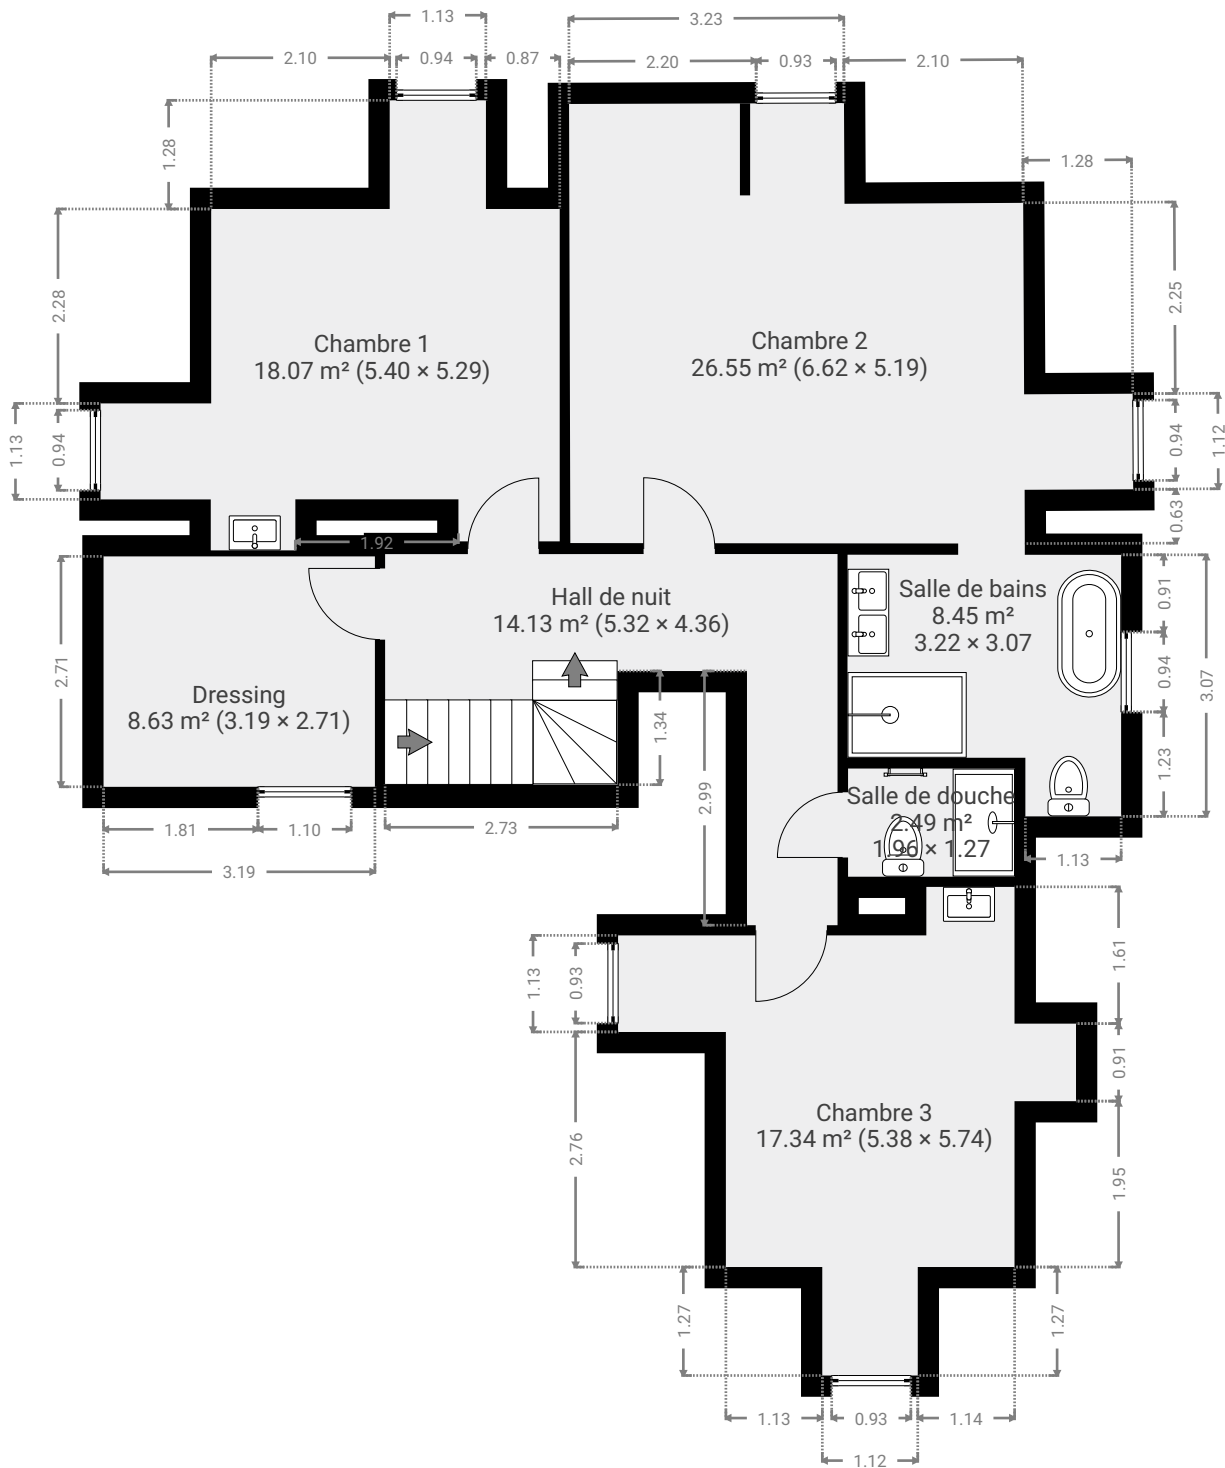 1.13
3.23
2.10
0.94
0.87
2.20
0.93
2.10
1.28
1.28
2.28
2.25
Chambre 1
18.07 m² (5.40 × 5.29)
Chambre 2
26.55 m² (6.62 × 5.19)
1.13
0.94
0.94
1.12
0.63
1.92
Hall de nuit
14.13 m² (5.32 × 4.36)
Salle de bains
8.45 m²
3.22 × 3.07
0.91
0.94
3.07
1.23
2.71
Dressing
8.63 m² (3.19 × 2.71)
1.34
2.99
Salle de douche
2.49 m²
1.96 × 1.27
1.81
1.10
2.73
3.19
1.13
1.61
1.13
0.93
0.91
2.76
Chambre 3
17.34 m² (5.38 × 5.74)
1.95
1.27
1.27
1.13
0.93
1.14
1.12